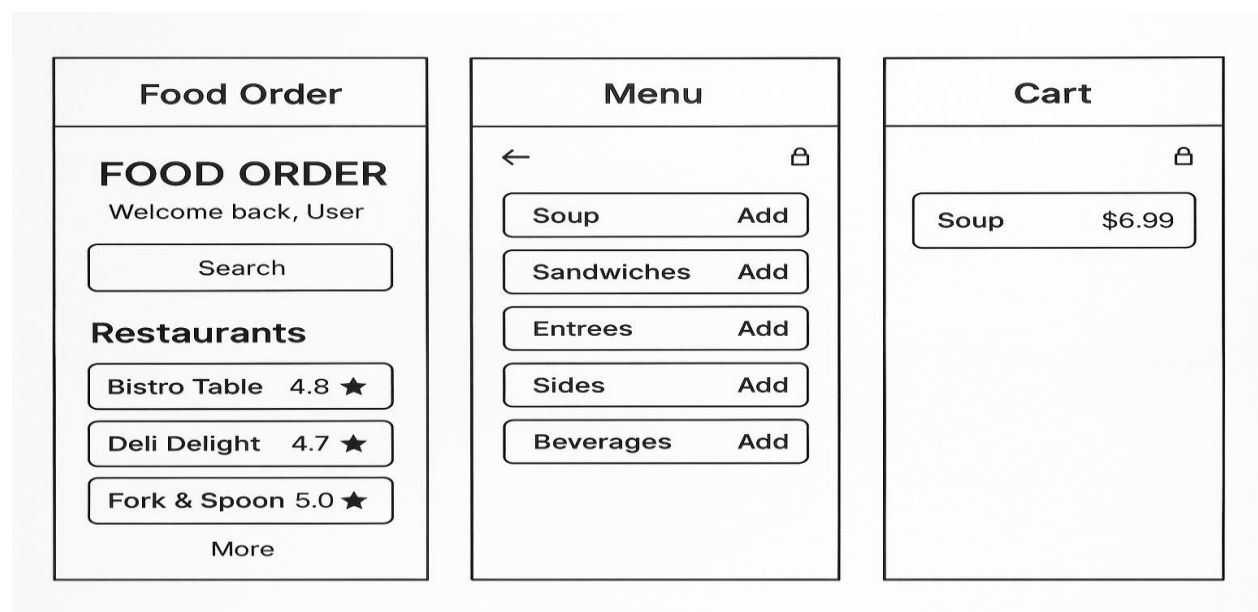 Food Order
FOOD ORDER
Welcome back, User
Search
Restaurants
Bistro Table 4.8 ★
Deli Delight 4.7 ★
Fork & Spoon 5.0 ★
More
Menu
←
Soup Add
Sandwiches Add
Entrees Add
Sides Add
Beverages Add
Cart
Soup $6.99